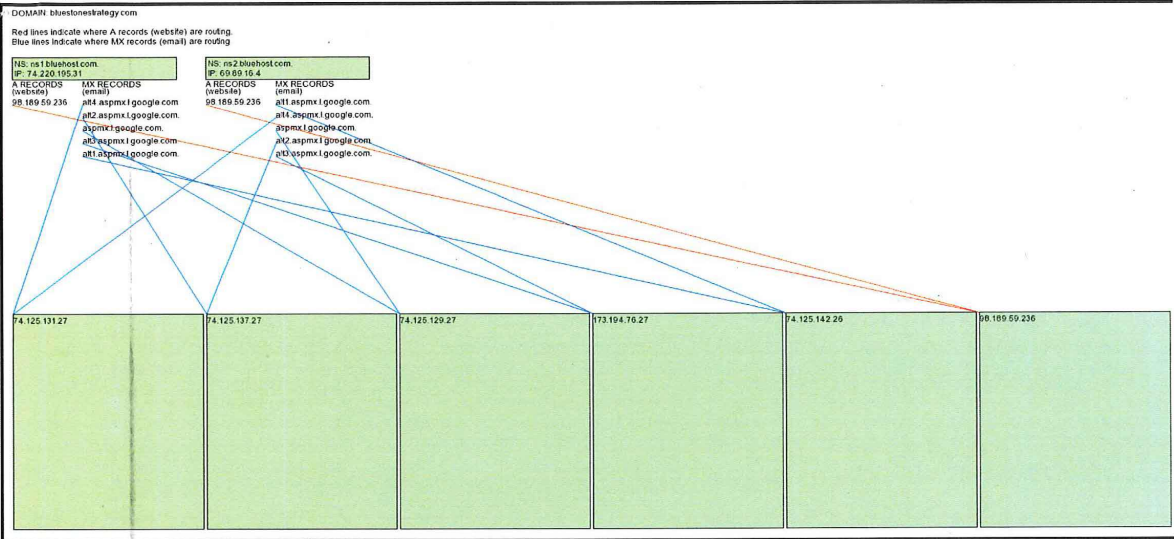 DOMAIN bluestonestrategy.com
Red lines indicate where A records (website) are routing.
Blue lines indicate where MX records (email) are routing
NS: ns1.bluehost.com.
IP: 74.220.195.31
A RECORDS
(website)
98.189.59.236
MX RECORDS
(email)
alt4.aspmx.l.google.com
alt2.aspmx.l.google.com.
aspmx.l.google.com.
alt3.aspmx.l.google.com.
alt1.aspmx.l.google.com.
NS: ns2.bluehost.com.
IP: 69.89.16.4
A RECORDS
(website)
98.189.59.236
MX RECORDS
(email)
alt1.aspmx.l.google.com.
alt4.aspmx.l.google.com.
aspmx.l.google.com.
alt2.aspmx.l.google.com.
alt3.aspmx.l.google.com.
74.125.131.27
74.125.137.27
74.125.129.27
173.194.76.27
74.125.142.26
98.189.59.236